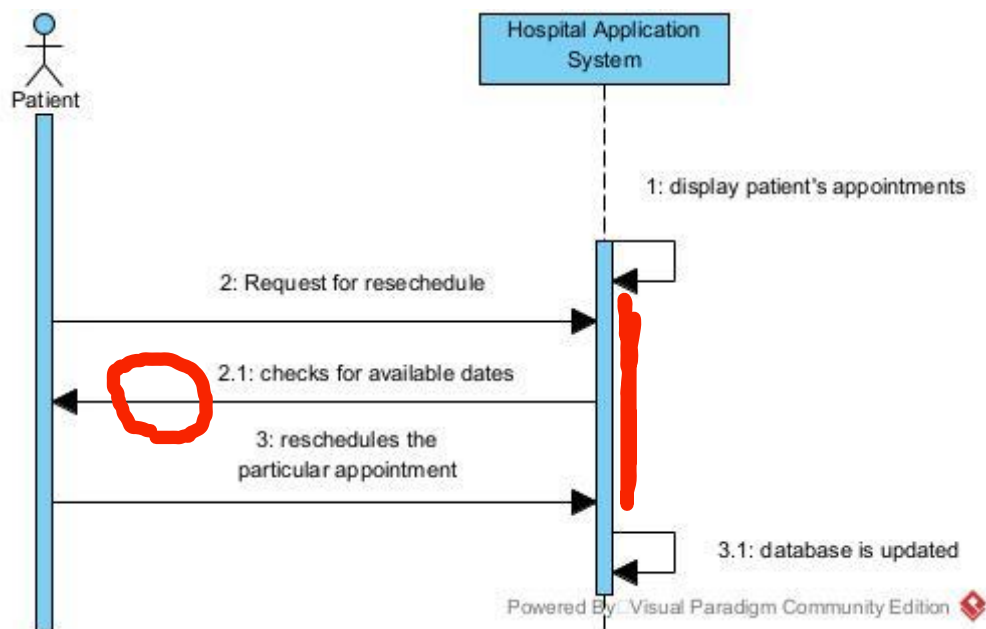 Hospital Application
System
Patient
1: display patient's appointments
2: Request for reseschedule
2.1: checks for available dates
3: reschedules the
particular appointment
3.1: database is updated
Powered By Visual Paradigm Community Edition